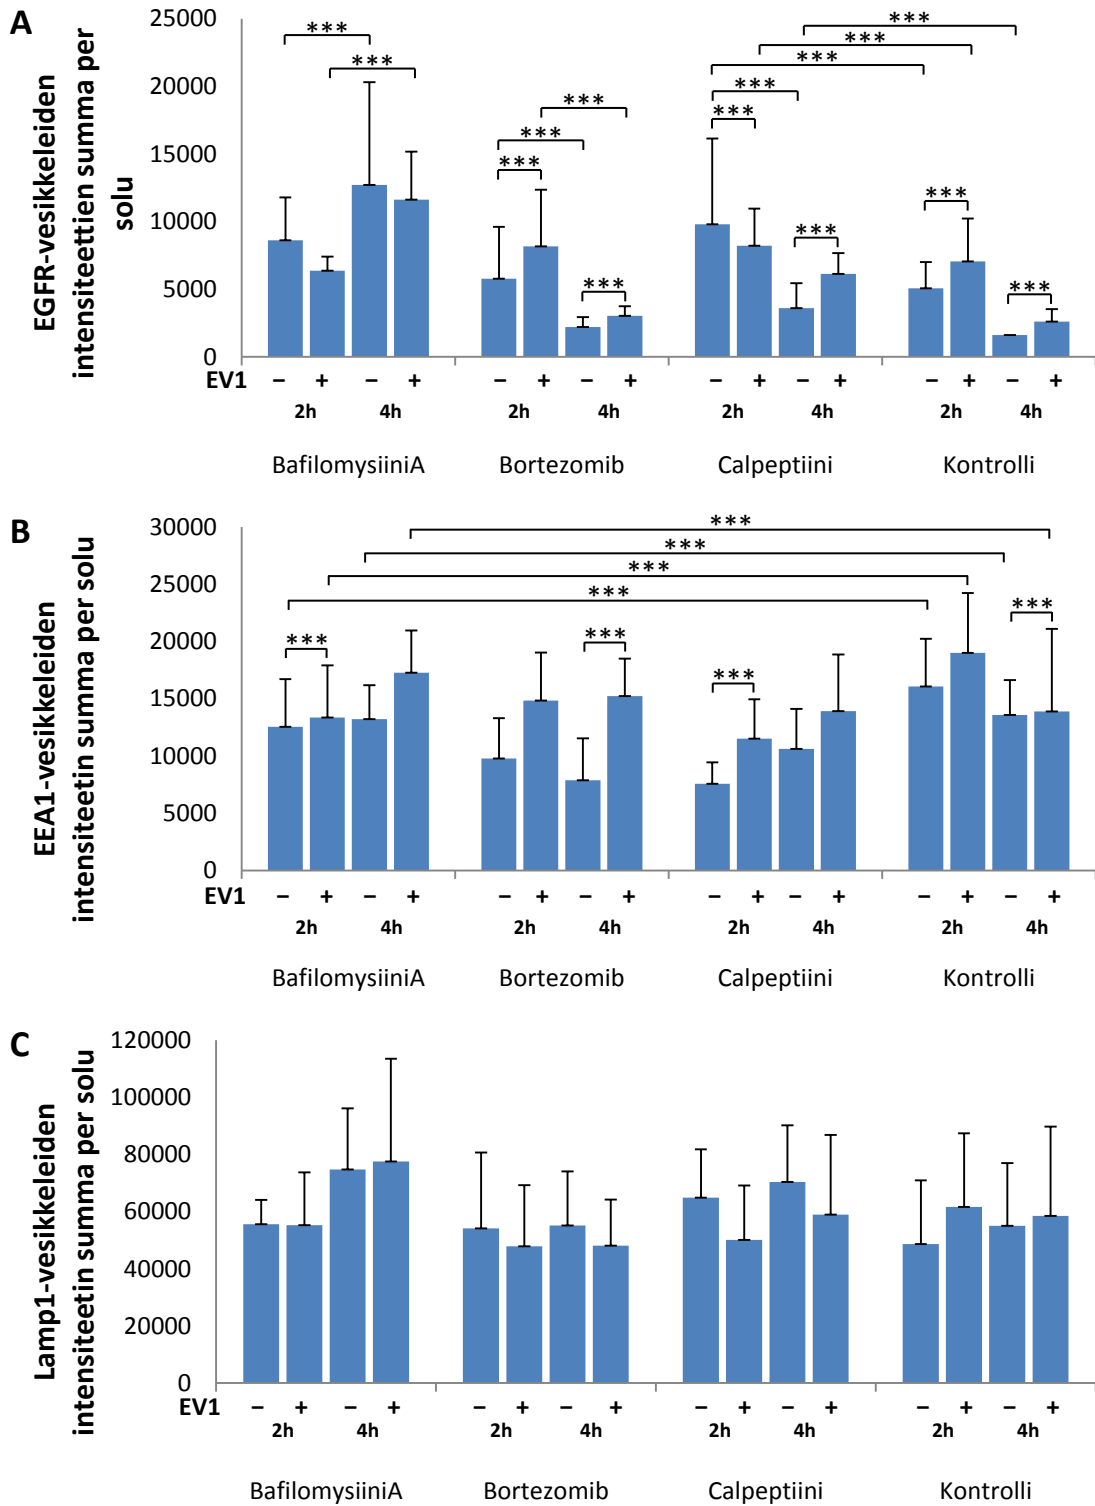 A
EGFR-vesikkeleiden
intensiteettien summa per
solu
25000
20000
15000
10000
5000
0
***
***
***
***
***
***
***
***
***
***
***
***
***
***
EV1 – + – + – + – + – + – + – + – +
2h 4h 2h 4h 2h 4h 2h 4h
BafilomysiiniA Bortezomib Calpeptiini Kontrolli
B
EEA1-vesikkeleiden
intensiteetin summa per solu
30000
25000
20000
15000
10000
5000
0
***
***
***
***
***
***
***
***
EV1 – + – + – + – + – + – + – + – +
2h 4h 2h 4h 2h 4h 2h 4h
BafilomysiiniA Bortezomib Calpeptiini Kontrolli
C
Lamp1-vesikkeleiden
intensiteetin summa per solu
120000
100000
80000
60000
40000
20000
0
EV1 – + – + – + – + – + – + – + – +
2h 4h 2h 4h 2h 4h 2h 4h
BafilomysiiniA Bortezomib Calpeptiini Kontrolli